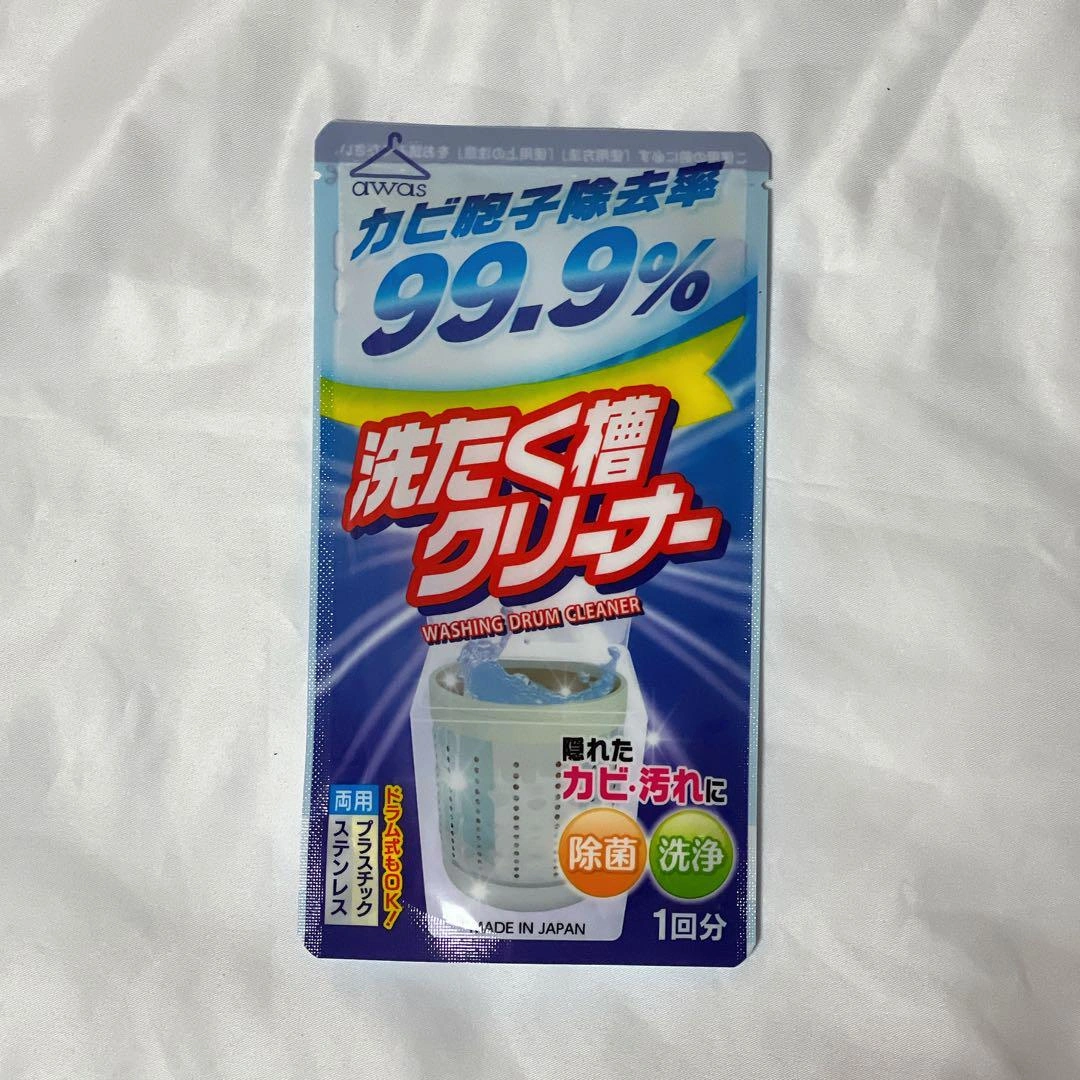 awas
カビ胞子除去率
99.9%
洗たく槽
クリーナー
WASHING DRUM CLEANER
隠れた
カビ・汚れに
除菌
洗浄
ドラム式もOK!
両用
プラスチック
ステンレス
MADE IN JAPAN
1回分